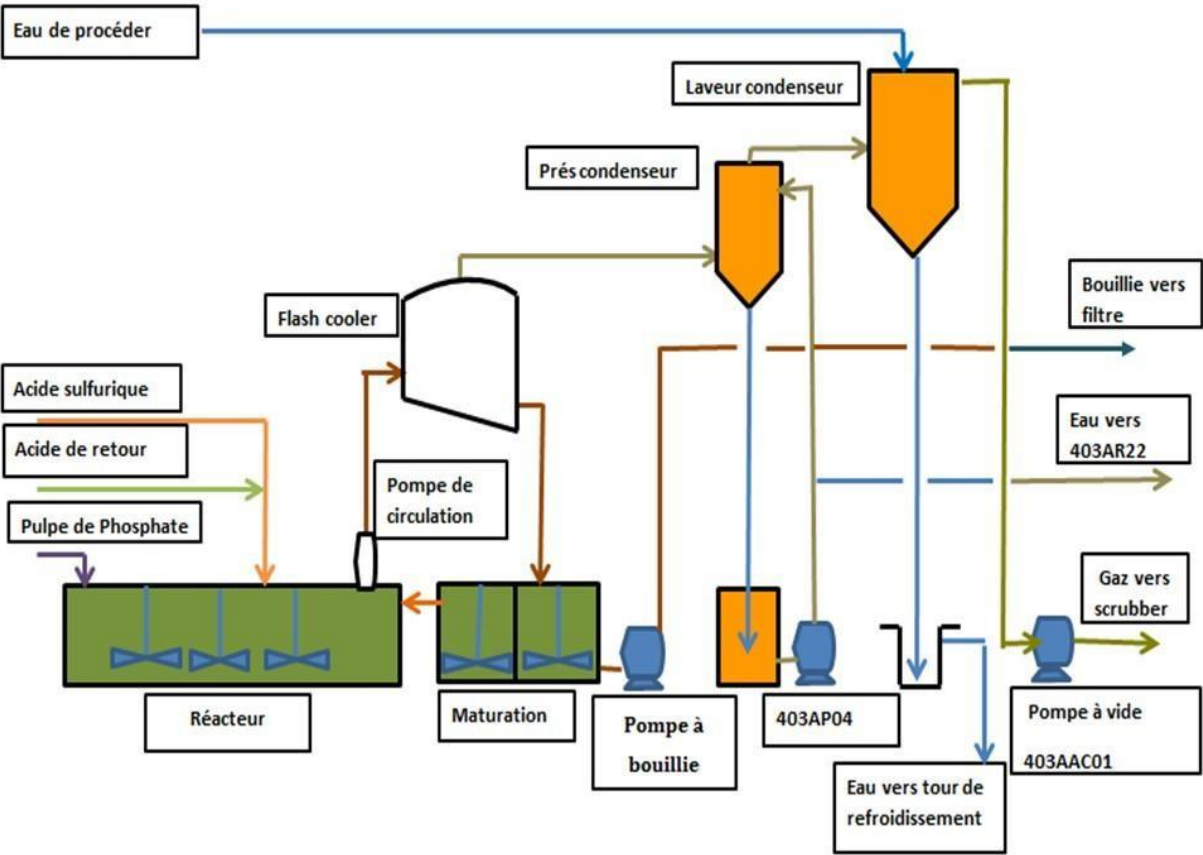 Eau de procéder
Laveur condenseur
Prés condenseur
Bouillie vers
filtre
Flash cooler
Acide sulfurique
Acide de retour
Eau vers
403AR22
Pompe de
circulation
Pulpe de Phosphate
Gaz vers
scrubber
Réacteur
Maturation
Pompe à
bouillie
403AP04
Pompe à vide
403AAC01
Eau vers tour de
refroidissement